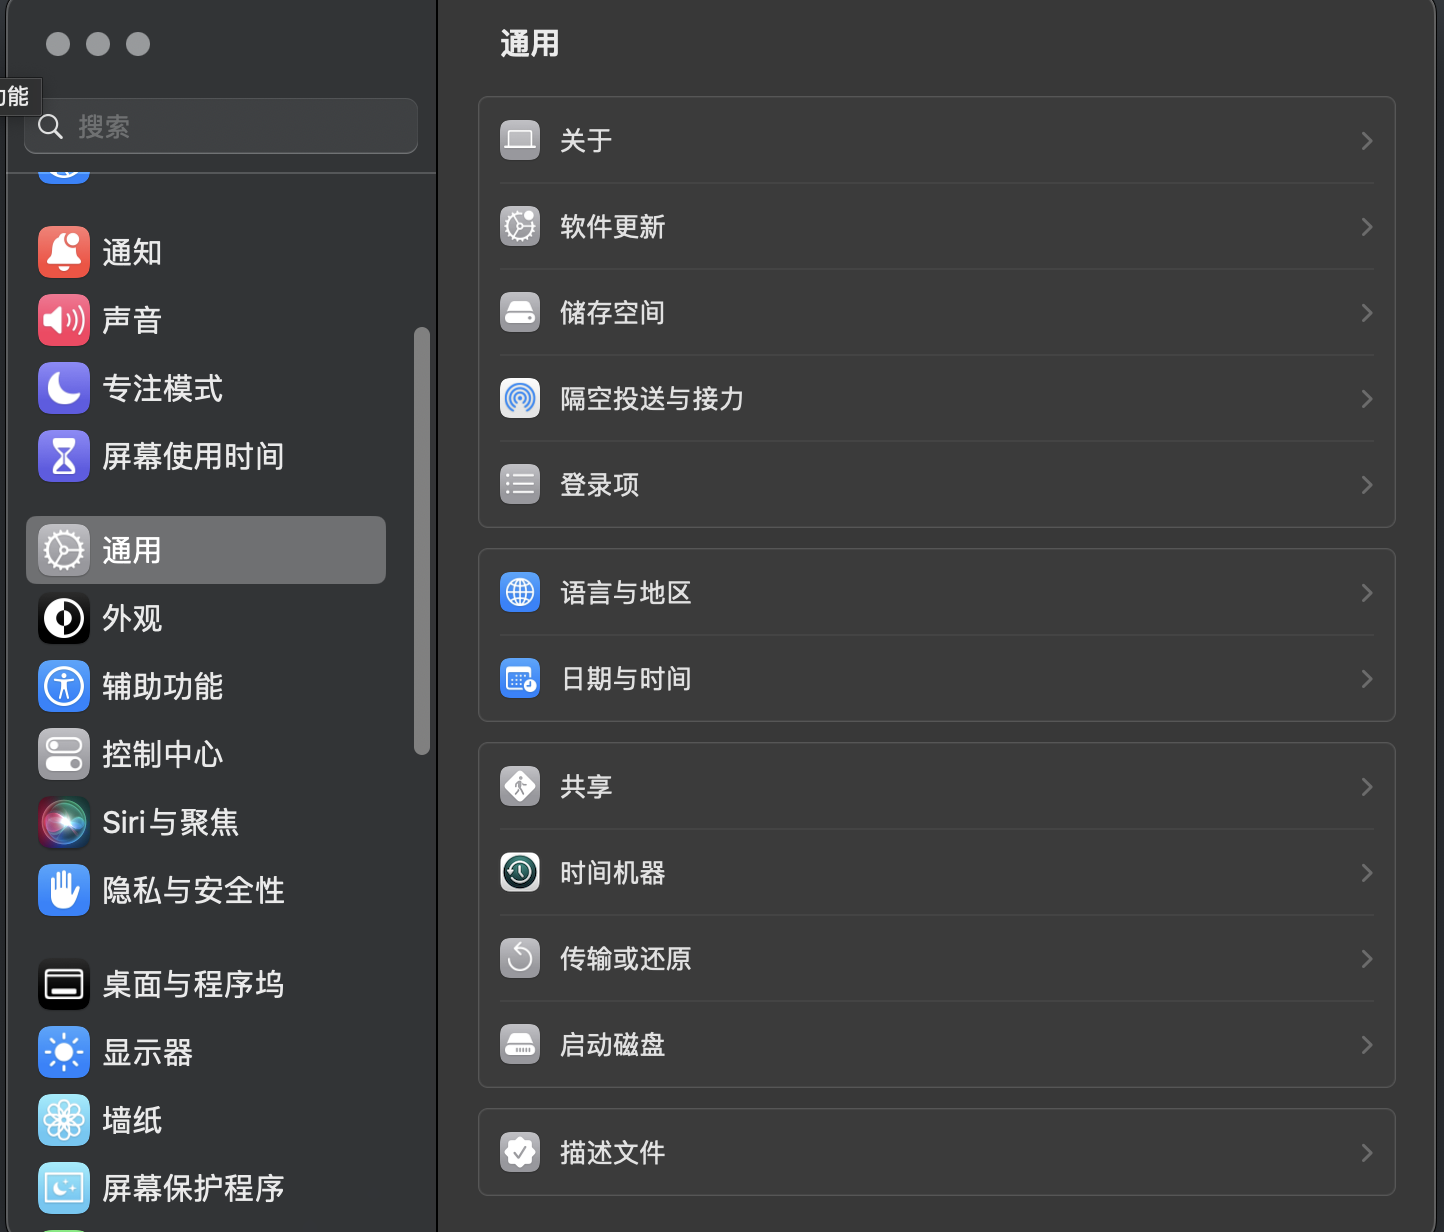 功能
搜索
通知
声音
专注模式
屏幕使用时间
通用
外观
辅助功能
控制中心
Siri与聚焦
隐私与安全性
桌面与程序坞
显示器
墙纸
屏幕保护程序
通用
关于
软件更新
储存空间
隔空投送与接力
登录项
语言与地区
日期与时间
共享
时间机器
传输或还原
启动磁盘
描述文件